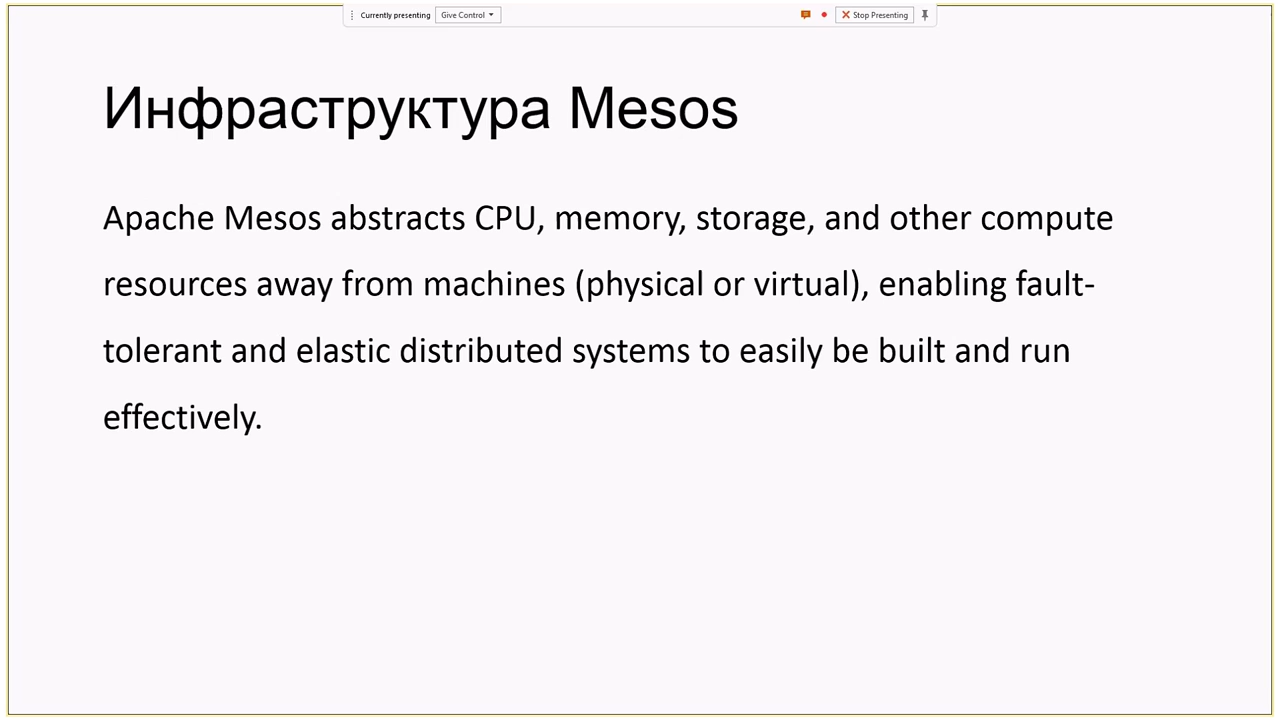 Currently presenting Give Control Stop Presenting
Инфраструктура Mesos
Apache Mesos abstracts CPU, memory, storage, and other compute
resources away from machines (physical or virtual), enabling fault-
tolerant and elastic distributed systems to easily be built and run
effectively.